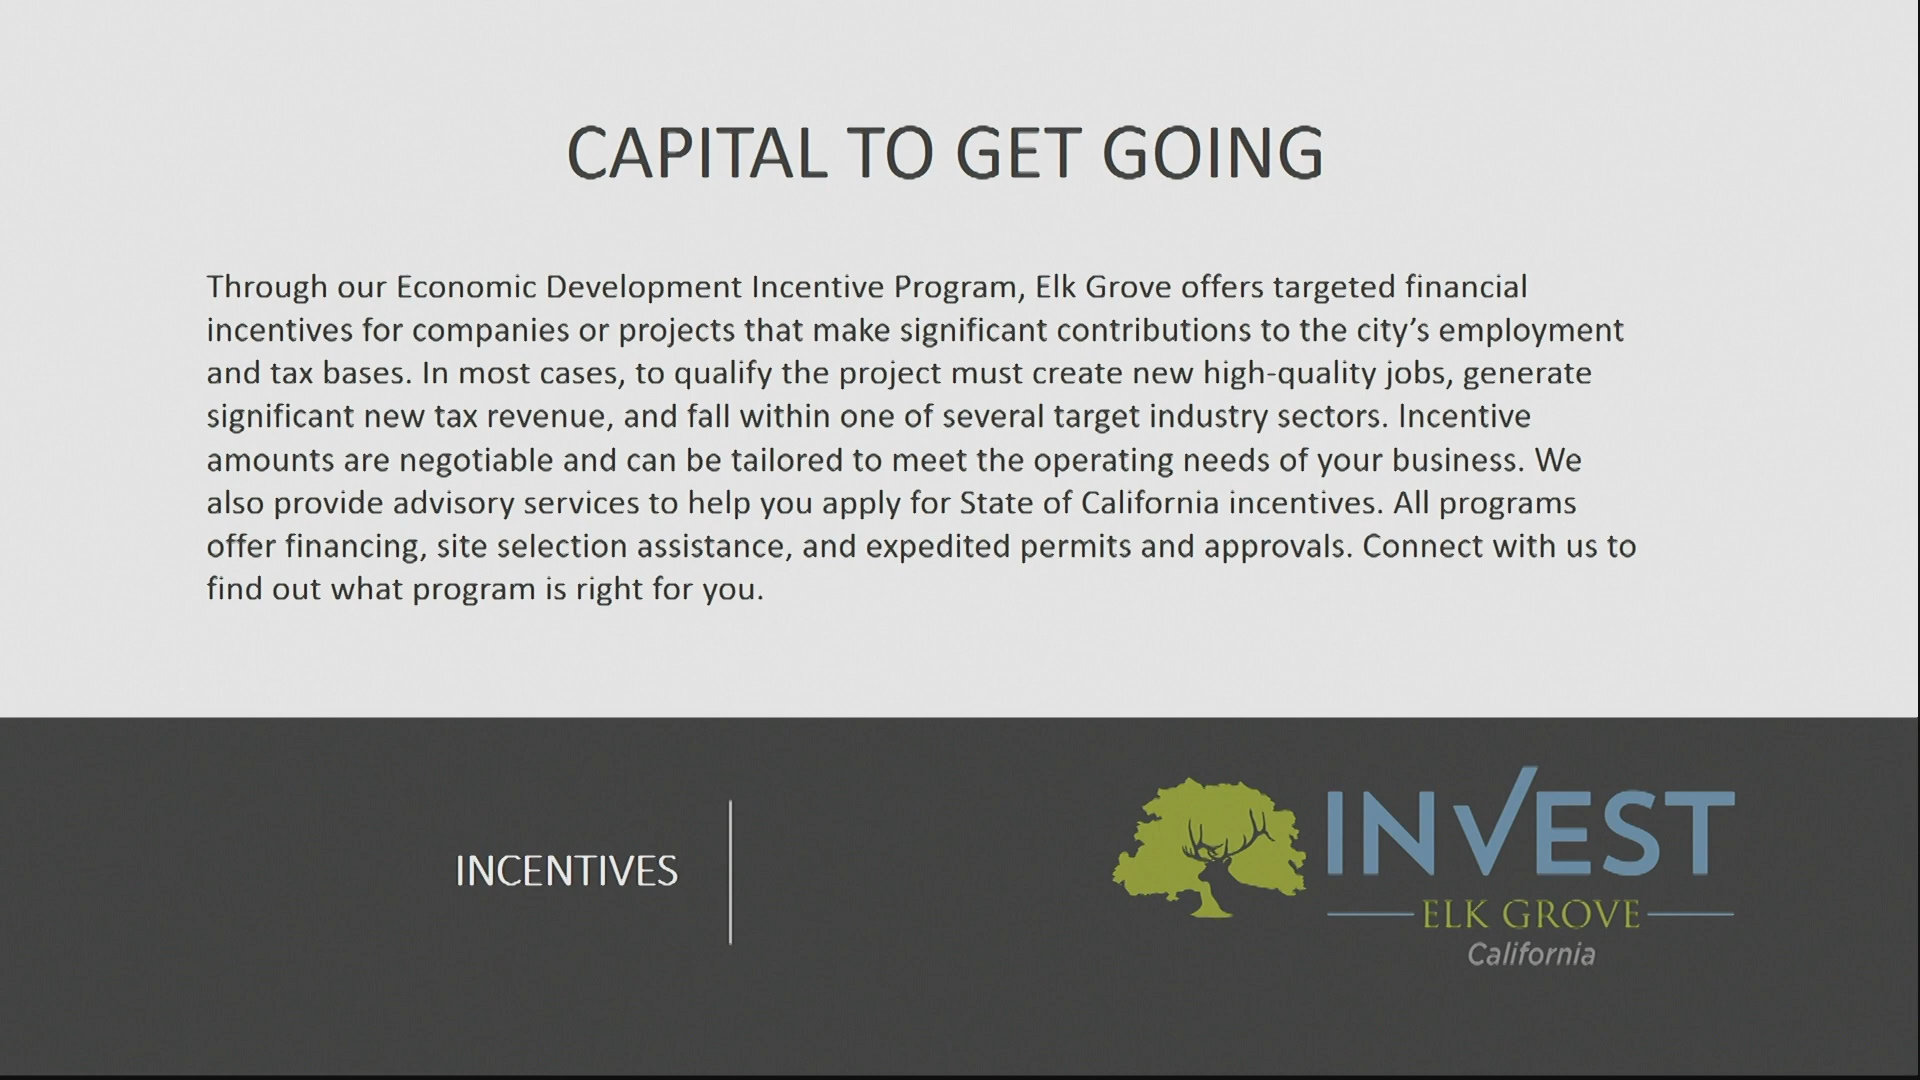 CAPITAL TO GET GOING
Through our Economic Development Incentive Program, Elk Grove offers targeted financial
incentives for companies or projects that make significant contributions to the city’s employment
and tax bases. In most cases, to qualify the project must create new high-quality jobs, generate
significant new tax revenue, and fall within one of several target industry sectors. Incentive
amounts are negotiable and can be tailored to meet the operating needs of your business. We
also provide advisory services to help you apply for State of California incentives. All programs
offer financing, site selection assistance, and expedited permits and approvals. Connect with us to
find out what program is right for you.
INCENTIVES
INVEST
ELK GROVE
California